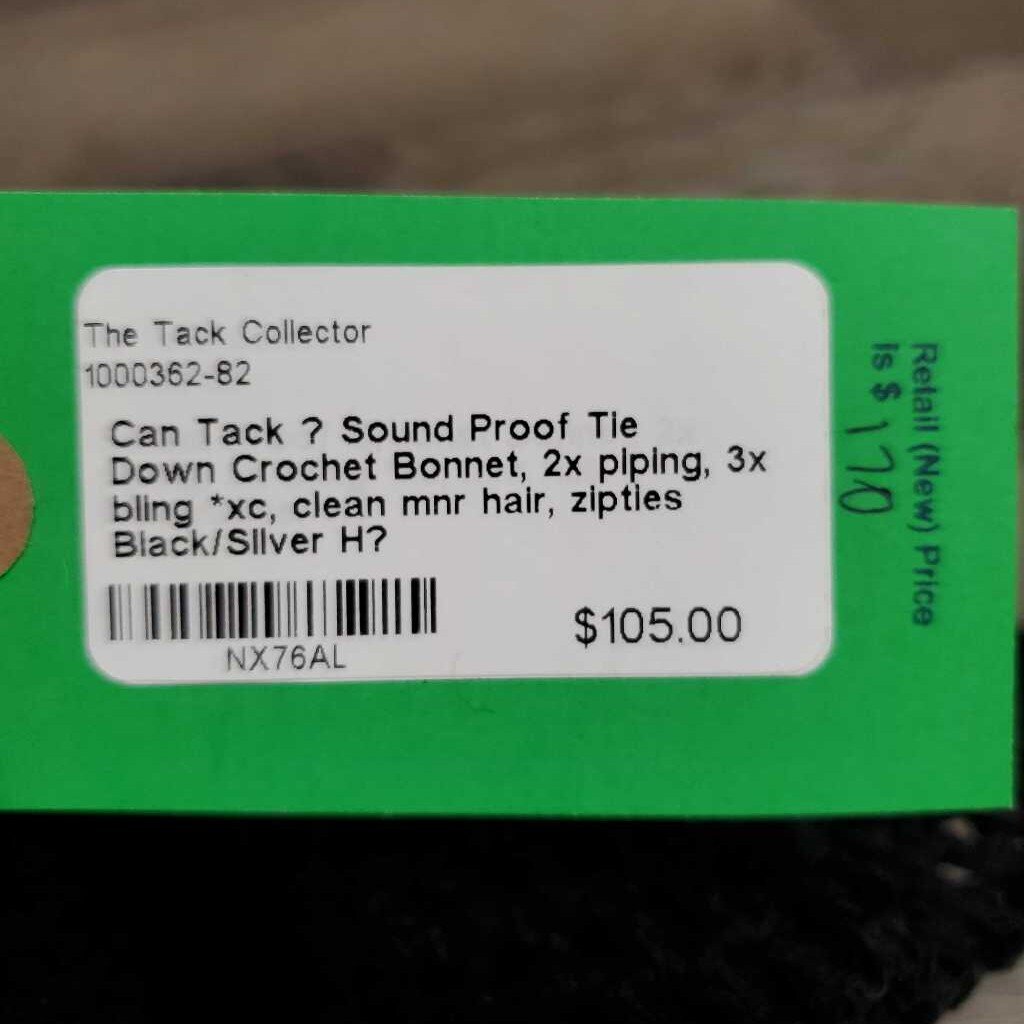 The Tack Collector
1000362-82
Can Tack ? Sound Proof Tie
Down Crochet Bonnet, 2x piping, 3x
bling *xc, clean mnr hair, zipties
Black/Silver H?
NX76AL
$105.00
Retail (New) Price
is $ 170